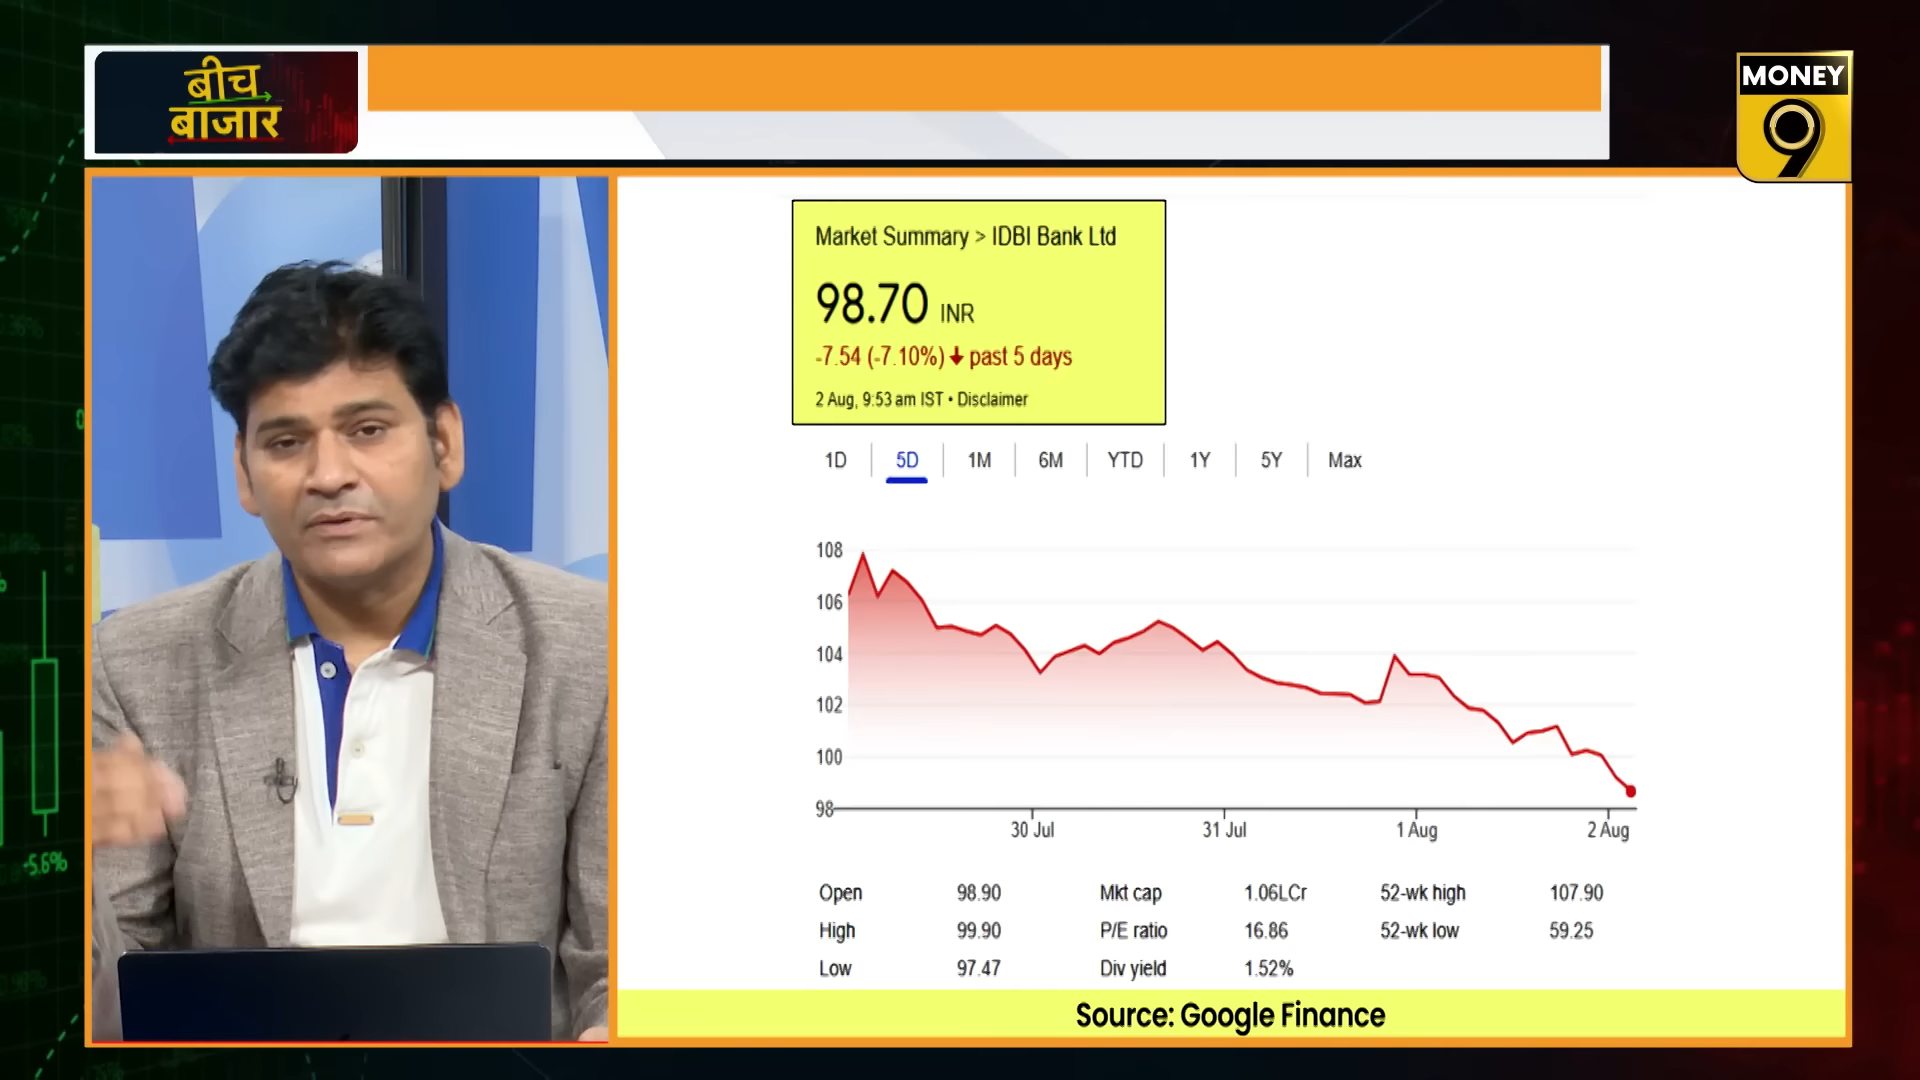 बीच
बाजार
MONEY
9
Market Summary > IDBI Bank Ltd
98.70 INR
-7.54 (-7.10%) ↓ past 5 days
2 Aug, 9:53 am IST • Disclaimer
1D 5D 1M 6M YTD 1Y 5Y Max
108
106
104
102
100
98
30 Jul 31 Jul 1 Aug 2 Aug
Open 98.90 Mkt cap 1.06LCr 52-wk high 107.90
High 99.90 P/E ratio 16.86 52-wk low 59.25
Low 97.47 Div yield 1.52%
Source: Google Finance
-5.6%